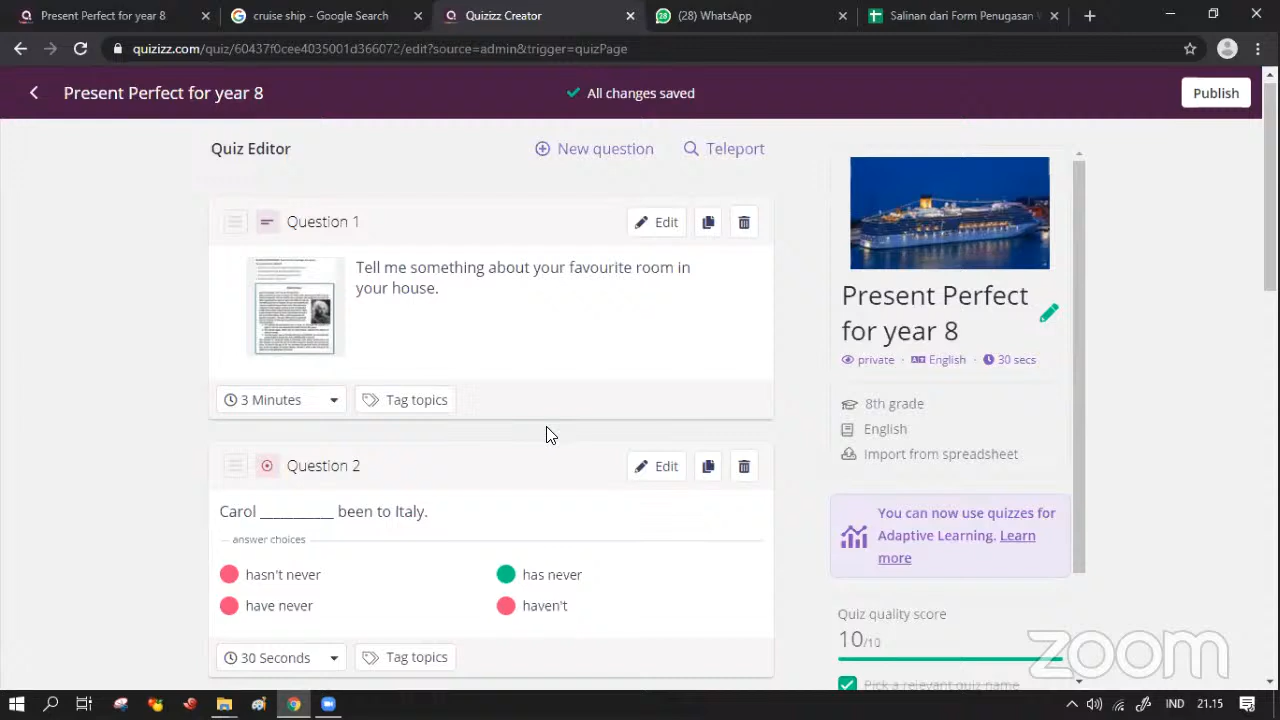 Present Perfect for year 8
cruise ship - Google Search
Quizizz Creator
(28) WhatsApp
Salinan dari Form Penugasan
quizizz.com/quiz/60437f0cee4035001d366072/edit?source=admin&trigger=quizPage
Present Perfect for year 8
All changes saved
Publish
Quiz Editor
New question
Teleport
Question 1
Edit
Tell me something about your favourite room in
your house.
3 Minutes
Tag topics
Question 2
Edit
Carol __________ been to Italy.
answer choices
hasn't never
has never
have never
haven't
30 Seconds
Tag topics
Present Perfect
for year 8
private · English · 30 secs
8th grade
English
Import from spreadsheet
You can now use quizzes for
Adaptive Learning. Learn
more
Quiz quality score
10/10
Pick a relevant quiz name
zoom
IND
21.15